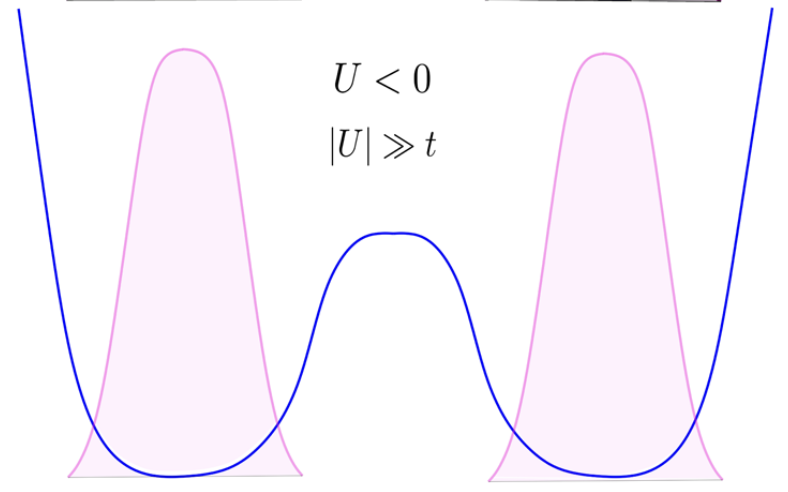 U < 0
|U| ≫ t